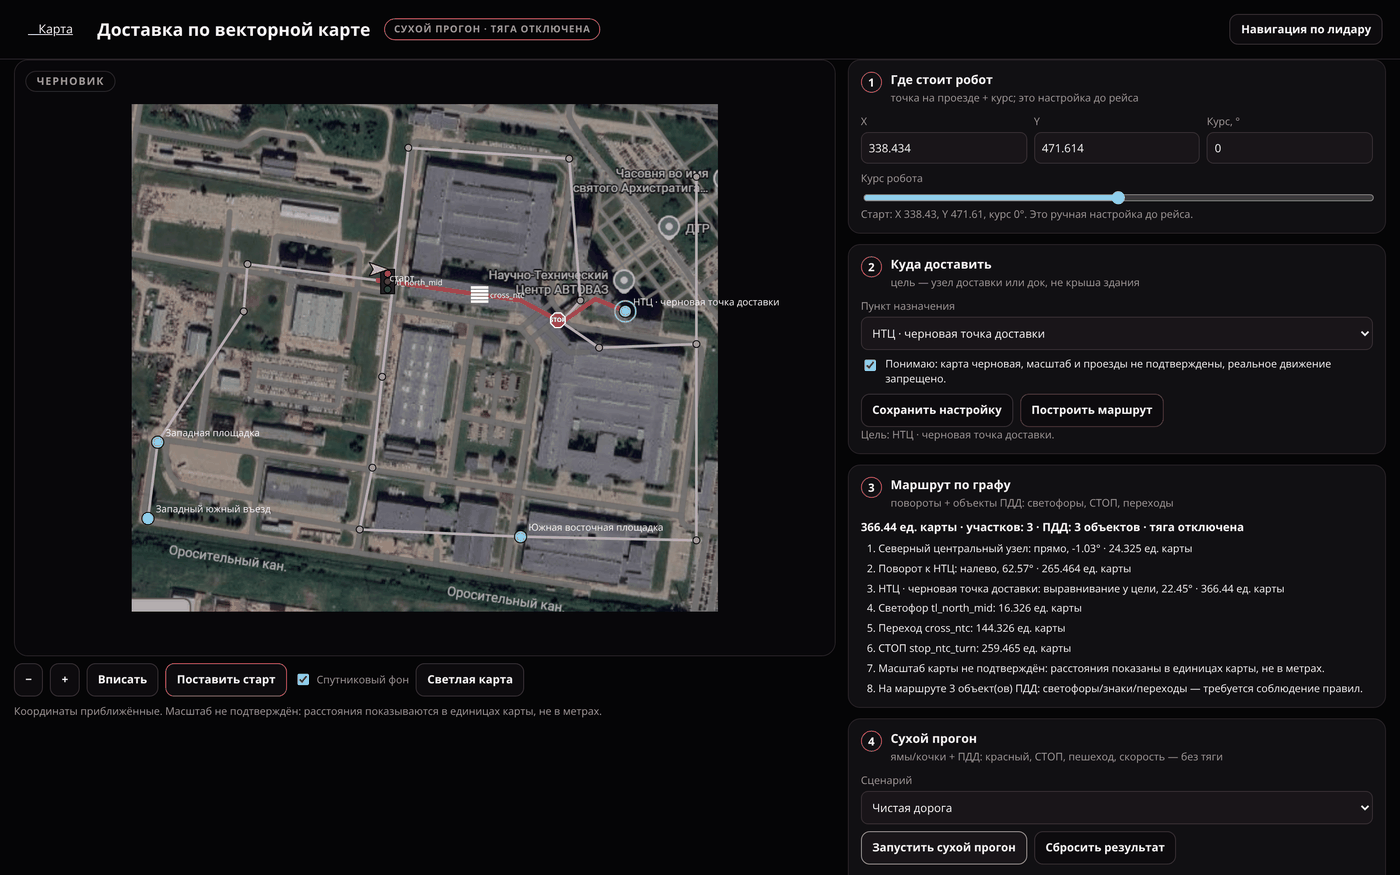 Карта
Доставка по векторной карте
СУХОЙ ПРОГОН · ТЯГА ОТКЛЮЧЕНА
Навигация по лидару
ЧЕРНОВИК
Часовня во имя
святого Архистратига...
ДТР
Научно-Технический
Центр АВТОВАЗ
старт
tl_north_mid
cross_ntc
STOP
НТЦ · черновая точка доставки
Западная площадка
Западный южный въезд
Южная восточная площадка
Оросительный кан.
Оросительный кан.
−
+
Вписать
Поставить старт
Спутниковый фон
Светлая карта
Координаты приближённые. Масштаб не подтверждён: расстояния показываются в единицах карты, не в метрах.
1
Где стоит робот
точка на проезде + курс; это настройка до рейса
X
Y
Курс, °
338.434
471.614
0
Курс робота
Старт: X 338.43, Y 471.61, курс 0°. Это ручная настройка до рейса.
2
Куда доставить
цель — узел доставки или док, не крыша здания
Пункт назначения
НТЦ · черновая точка доставки
Понимаю: карта черновая, масштаб и проезды не подтверждены, реальное движение
запрещено.
Сохранить настройку
Построить маршрут
Цель: НТЦ · черновая точка доставки.
3
Маршрут по графу
повороты + объекты ПДД: светофоры, СТОП, переходы
366.44 ед. карты · участков: 3 · ПДД: 3 объектов · тяга отключена
1. Северный центральный узел: прямо, -1.03° · 24.325 ед. карты
2. Поворот к НТЦ: налево, 62.57° · 265.464 ед. карты
3. НТЦ · черновая точка доставки: выравнивание у цели, 22.45° · 366.44 ед. карты
4. Светофор tl_north_mid: 16.326 ед. карты
5. Переход cross_ntc: 144.326 ед. карты
6. СТОП stop_ntc_turn: 259.465 ед. карты
7. Масштаб карты не подтверждён: расстояния показаны в единицах карты, не в метрах.
8. На маршруте 3 объект(ов) ПДД: светофоры/знаки/переходы — требуется соблюдение правил.
4
Сухой прогон
ямы/кочки + ПДД: красный, СТОП, пешеход, скорость — без тяги
Сценарий
Чистая дорога
Запустить сухой прогон
Сбросить результат